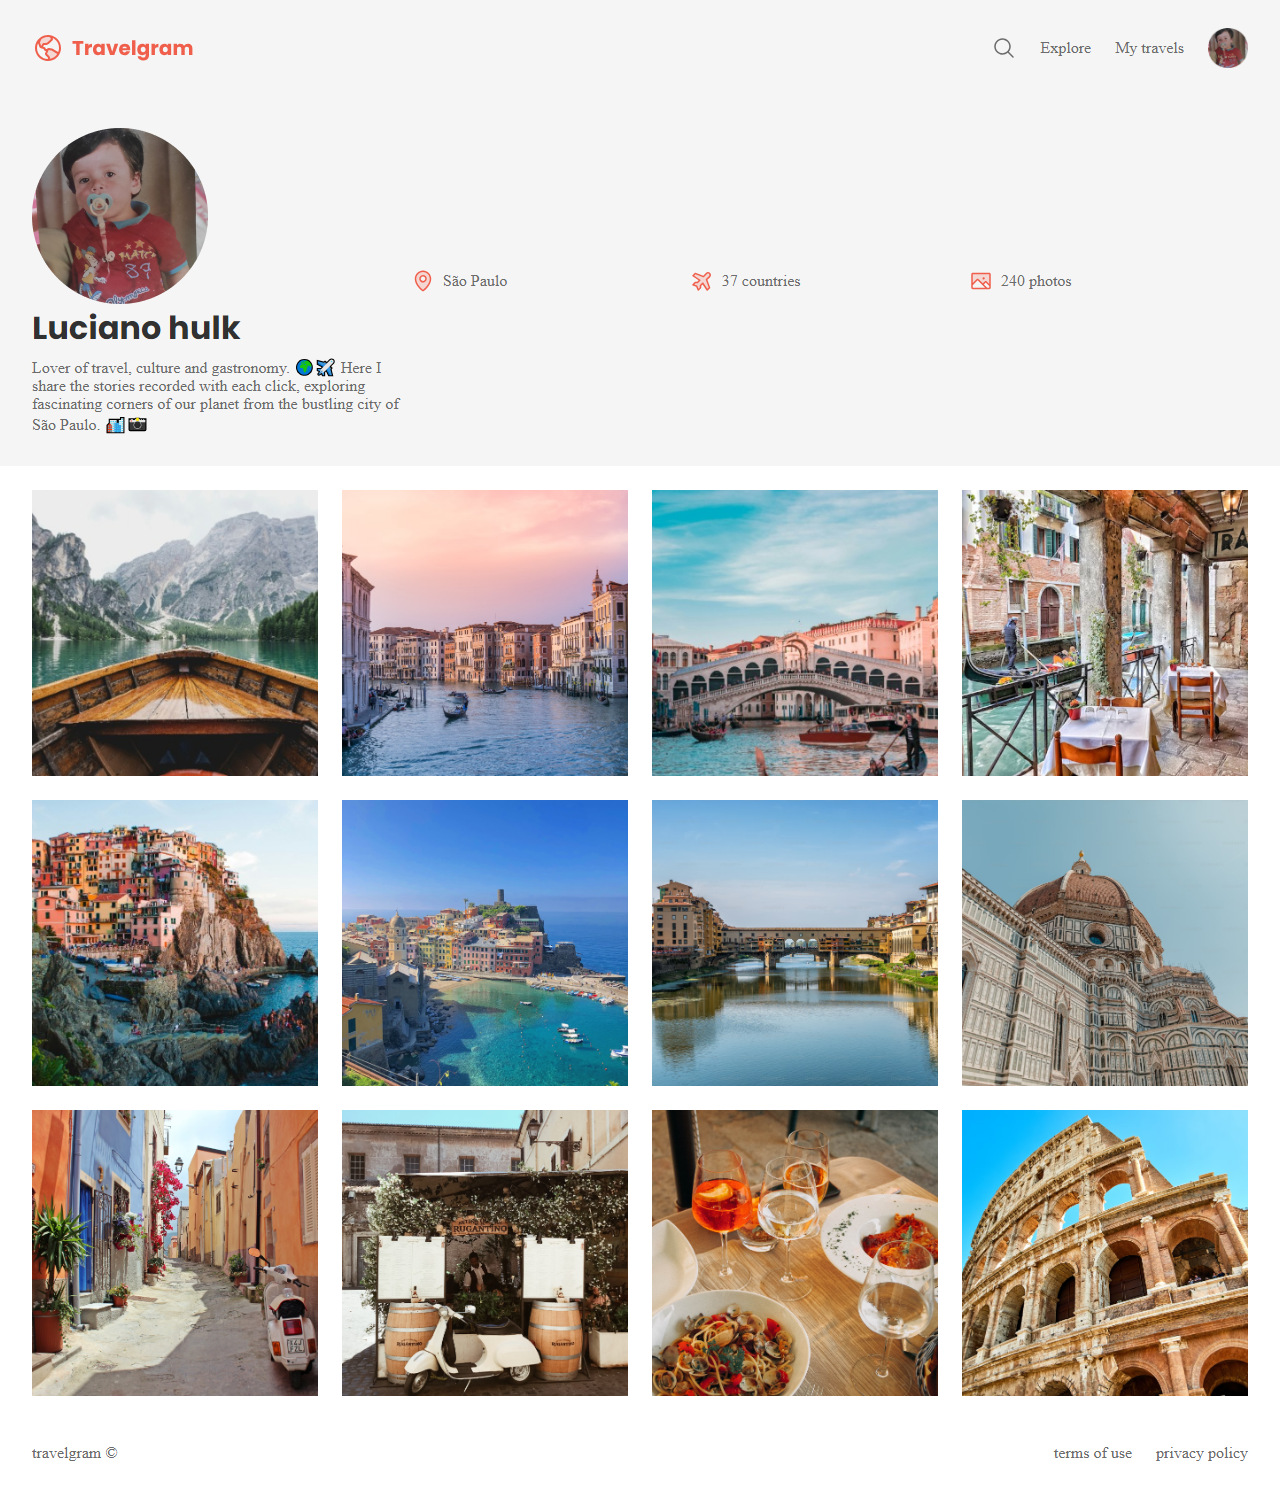 Travelgram
Explore
My travels
São Paulo
37 countries
240 photos
Luciano hulk
Lover of travel, culture and gastronomy. 🌍✈️ Here I
share the stories recorded with each click, exploring
fascinating corners of our planet from the bustling city of
São Paulo. 🏙️📷
RUGANTINO
travelgram ©
terms of use
privacy policy